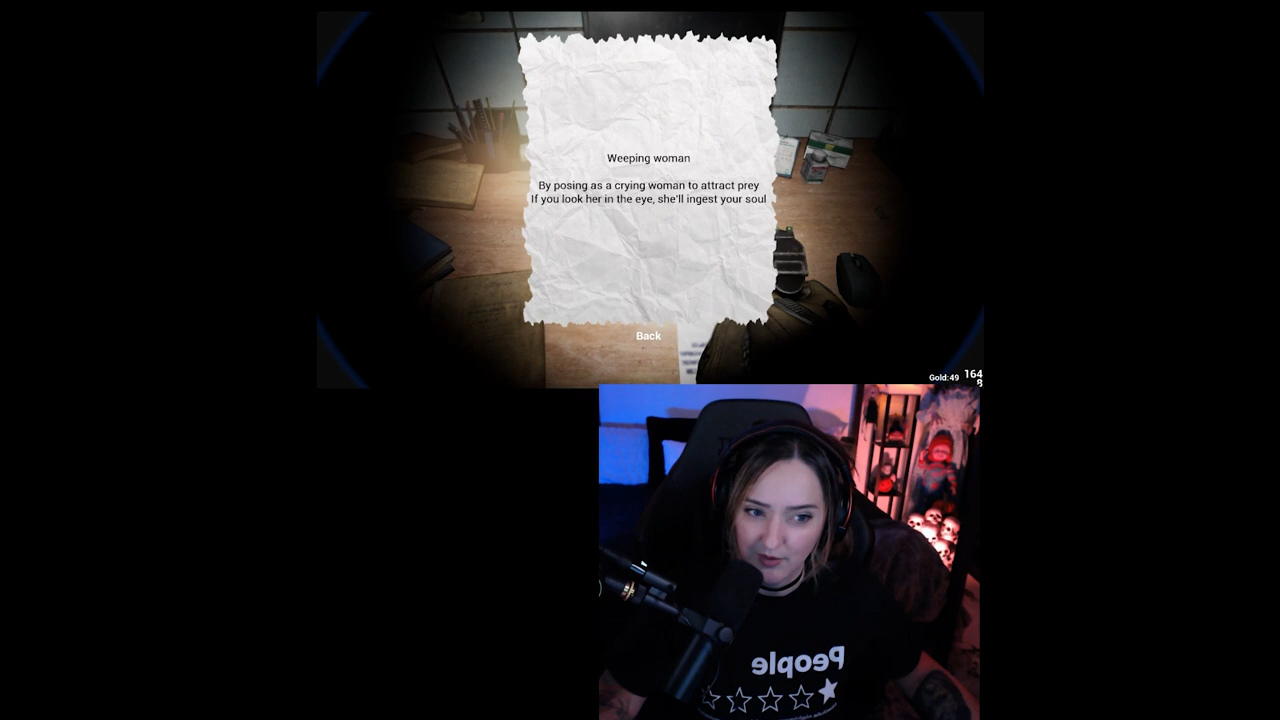 Weeping woman
By posing as a crying woman to attract prey
If you look her in the eye, she'll ingest your soul
Back
Gold:49 164
8
People